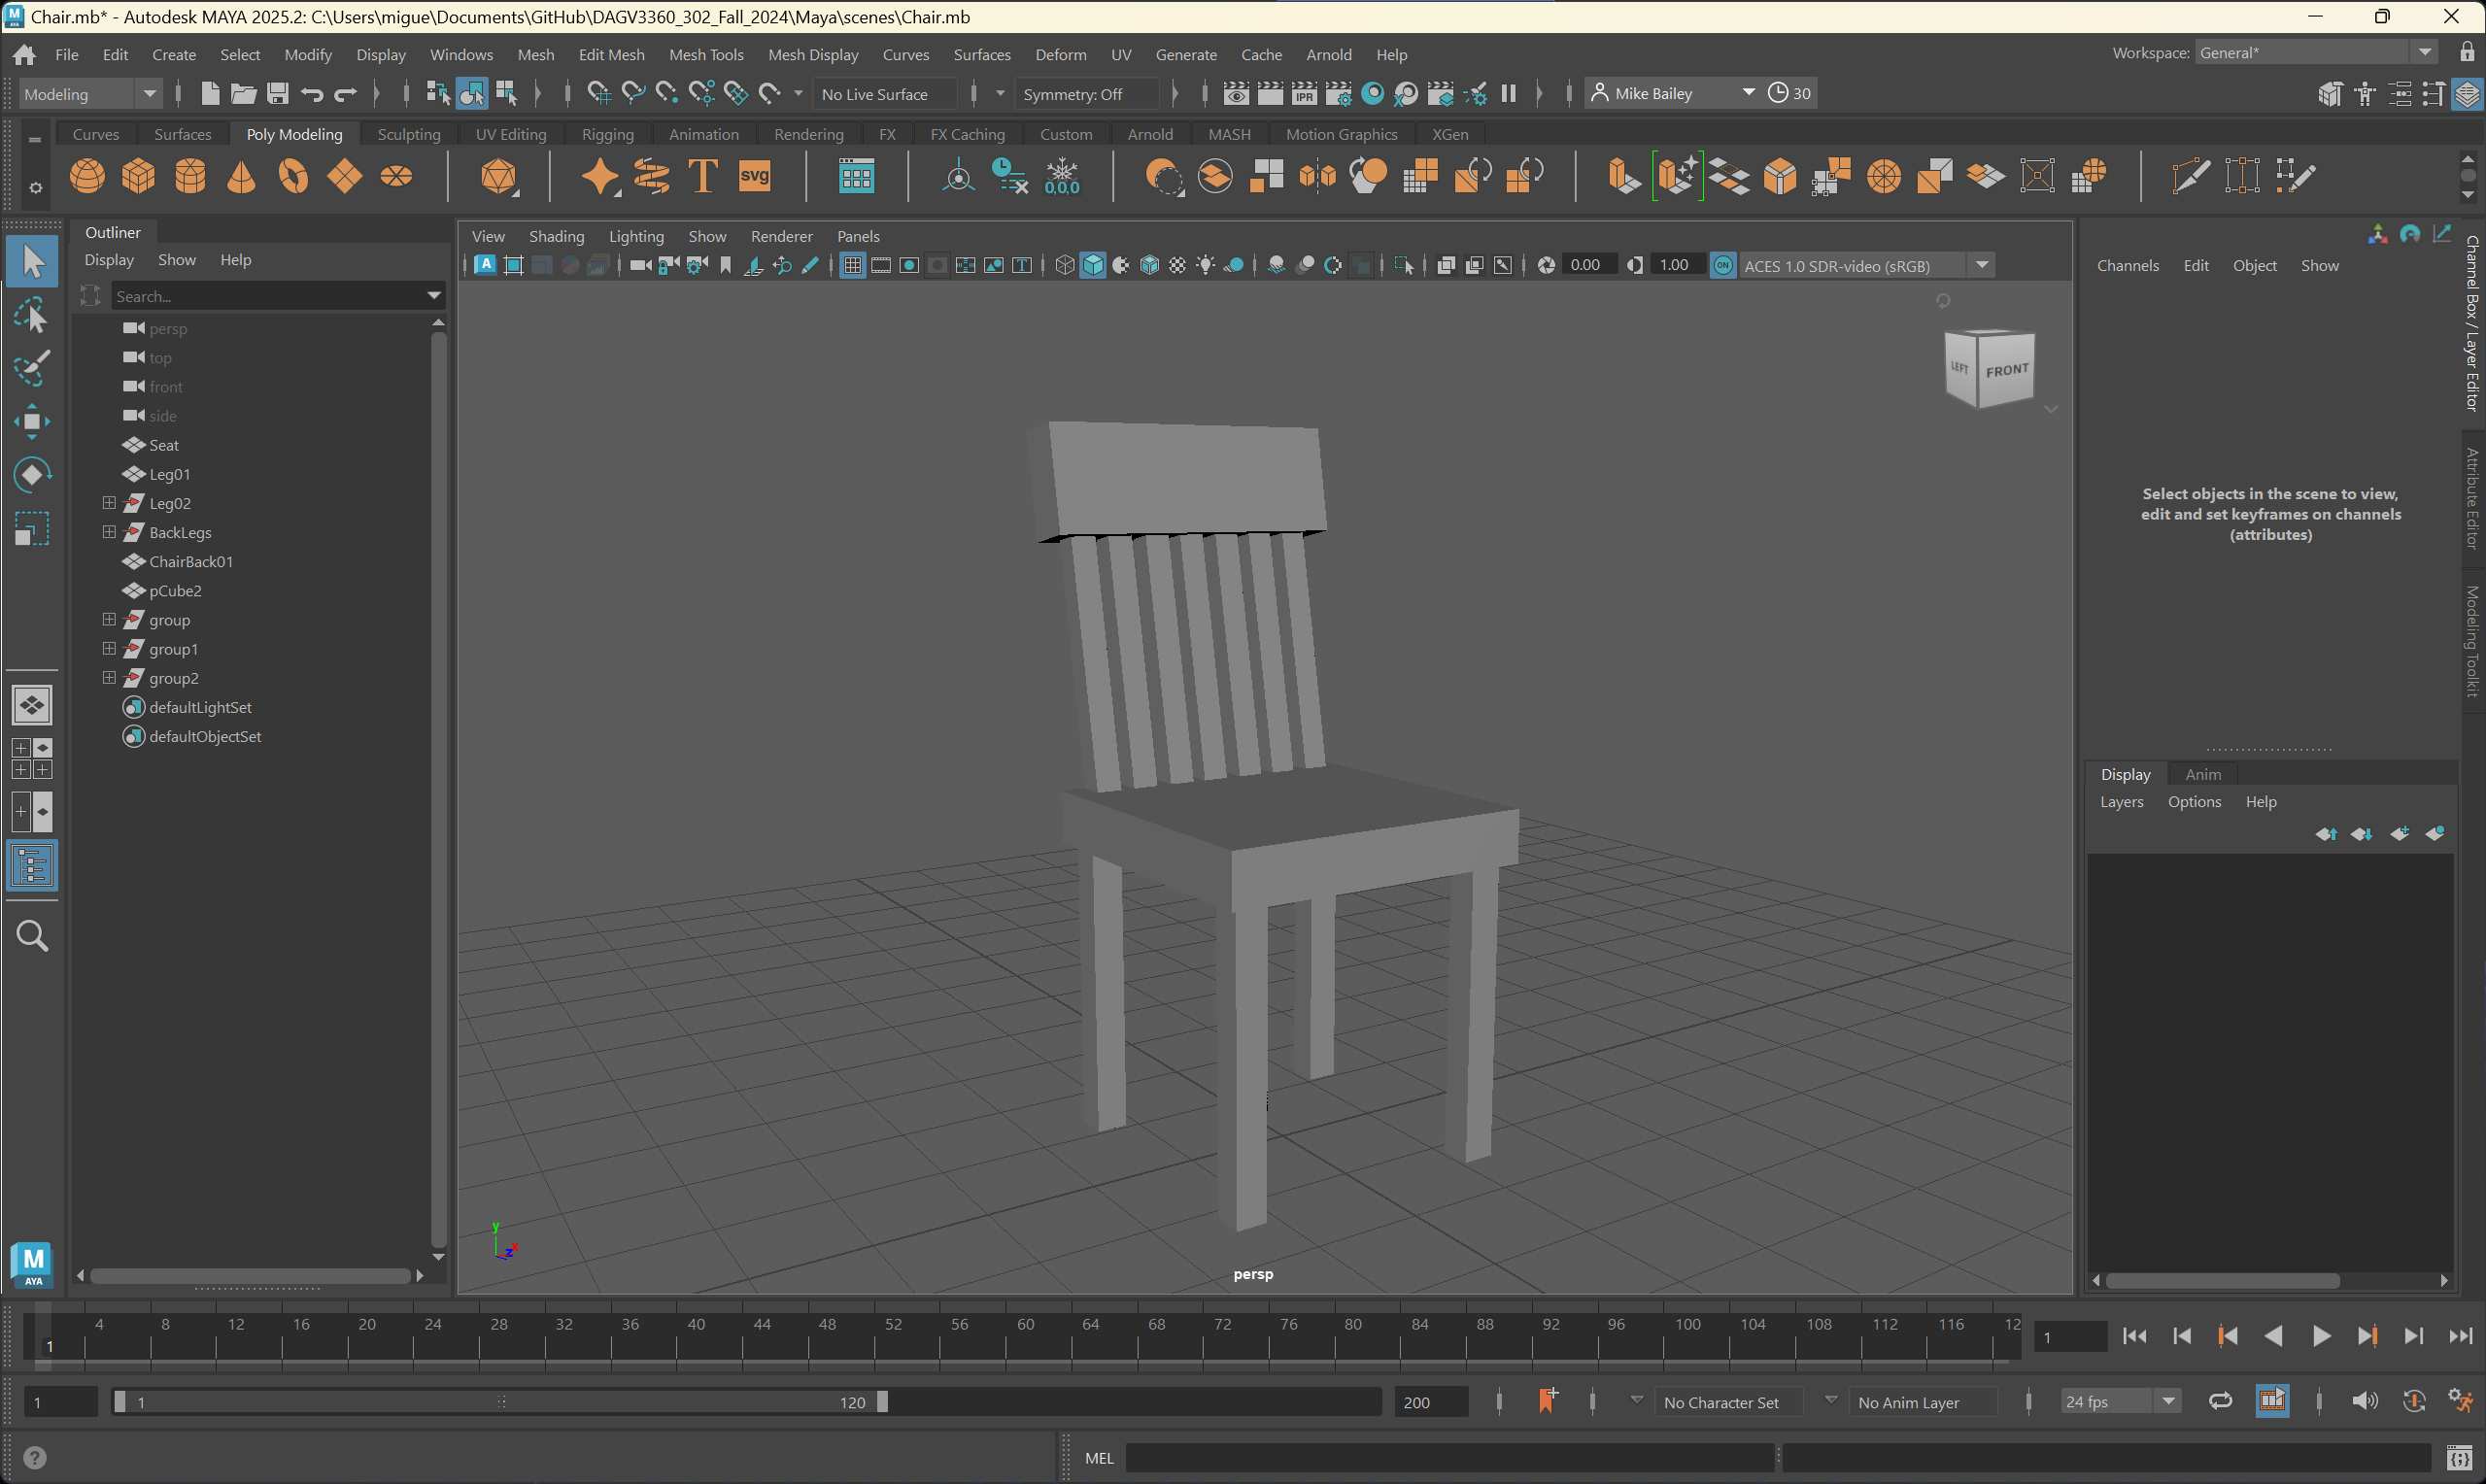 Chair.mb* - Autodesk MAYA 2025.2: C:\Users\migue\Documents\GitHub\DAGV3360_302_Fall_2024\Maya\scenes\Chair.mb
File Edit Create Select Modify Display Windows Mesh Edit Mesh Mesh Tools Mesh Display Curves Surfaces Deform UV Generate Cache Arnold Help Workspace: General*
Modeling No Live Surface Symmetry: Off IPR Mike Bailey 30
Curves Surfaces Poly Modeling Sculpting UV Editing Rigging Animation Rendering FX FX Caching Custom Arnold MASH Motion Graphics XGen
T svg 0,0,0
Outliner
Display Show Help
Search...
persp
top
front
side
Seat
Leg01
Leg02
BackLegs
ChairBack01
pCube2
group
group1
group2
defaultLightSet
defaultObjectSet
View Shading Lighting Show Renderer Panels
0.00 1.00 ON ACES 1.0 SDR-video (sRGB)
LEFT FRONT
y
z x
persp
Channels Edit Object Show
Select objects in the scene to view,
edit and set keyframes on channels
(attributes)
Channel Box / Layer Editor
Attribute Editor
Modeling Toolkit
Display Anim
Layers Options Help
M
AYA
1 4 8 12 16 20 24 28 32 36 40 44 48 52 56 60 64 68 72 76 80 84 88 92 96 100 104 108 112 116 12 1
1 1 120 200 No Character Set No Anim Layer 24 fps
MEL